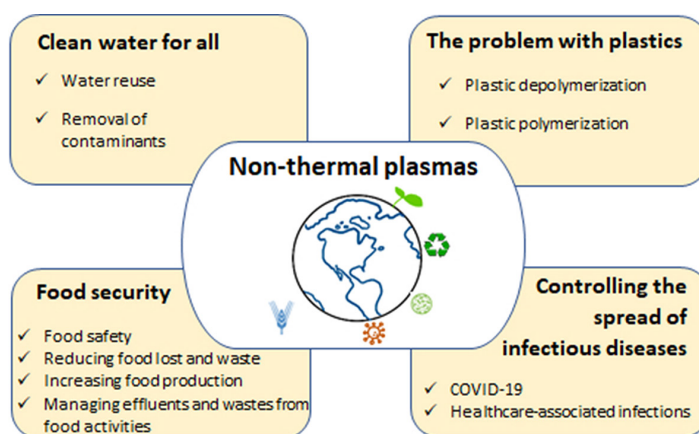 Clean water for all
✓ Water reuse
✓ Removal of
contaminants
The problem with plastics
✓ Plastic depolymerization
✓ Plastic polymerization
Non-thermal plasmas
Food security
✓ Food safety
✓ Reducing food lost and waste
✓ Increasing food production
✓ Managing effluents and wastes from
food activities
Controlling the
spread of
infectious diseases
✓ COVID-19
✓ Healthcare-associated infections